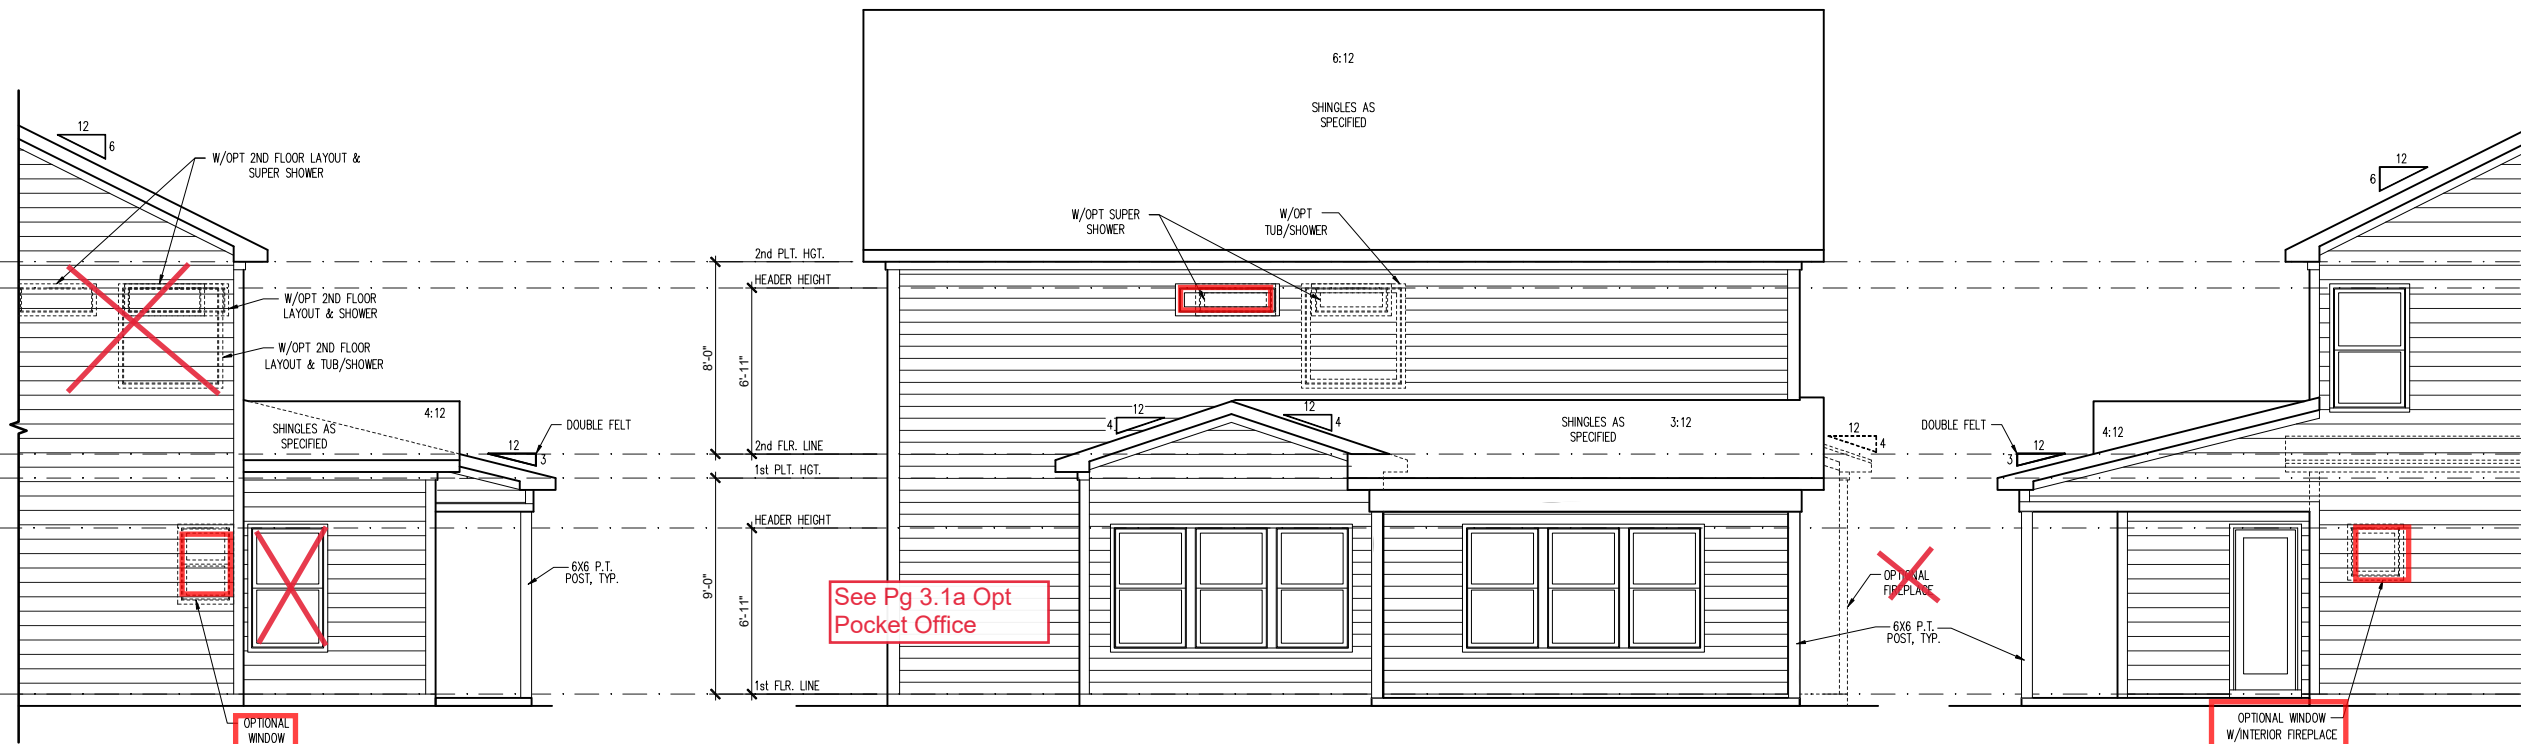 12
6
W/OPT 2ND FLOOR LAYOUT &
SUPER SHOWER
W/OPT 2ND FLOOR
LAYOUT & SHOWER
W/OPT 2ND FLOOR
LAYOUT & TUB/SHOWER
4:12
SHINGLES AS
SPECIFIED
12
3
DOUBLE FELT
6X6 P.T.
POST, TYP.
OPTIONAL
WINDOW
8'-0"
6'-11"
9'-0"
6'-11"
2nd PLT. HGT.
HEADER HEIGHT
2nd FLR. LINE
1st PLT. HGT.
HEADER HEIGHT
1st FLR. LINE
See Pg 3.1a Opt
Pocket Office
6:12
SHINGLES AS
SPECIFIED
W/OPT SUPER
SHOWER
W/OPT
TUB/SHOWER
12
4
12
4
SHINGLES AS
SPECIFIED
3:12
12
4
OPTIONAL
FIREPLACE
6X6 P.T.
POST, TYP.
12
6
DOUBLE FELT
12
3
4:12
OPTIONAL WINDOW
W/INTERIOR FIREPLACE